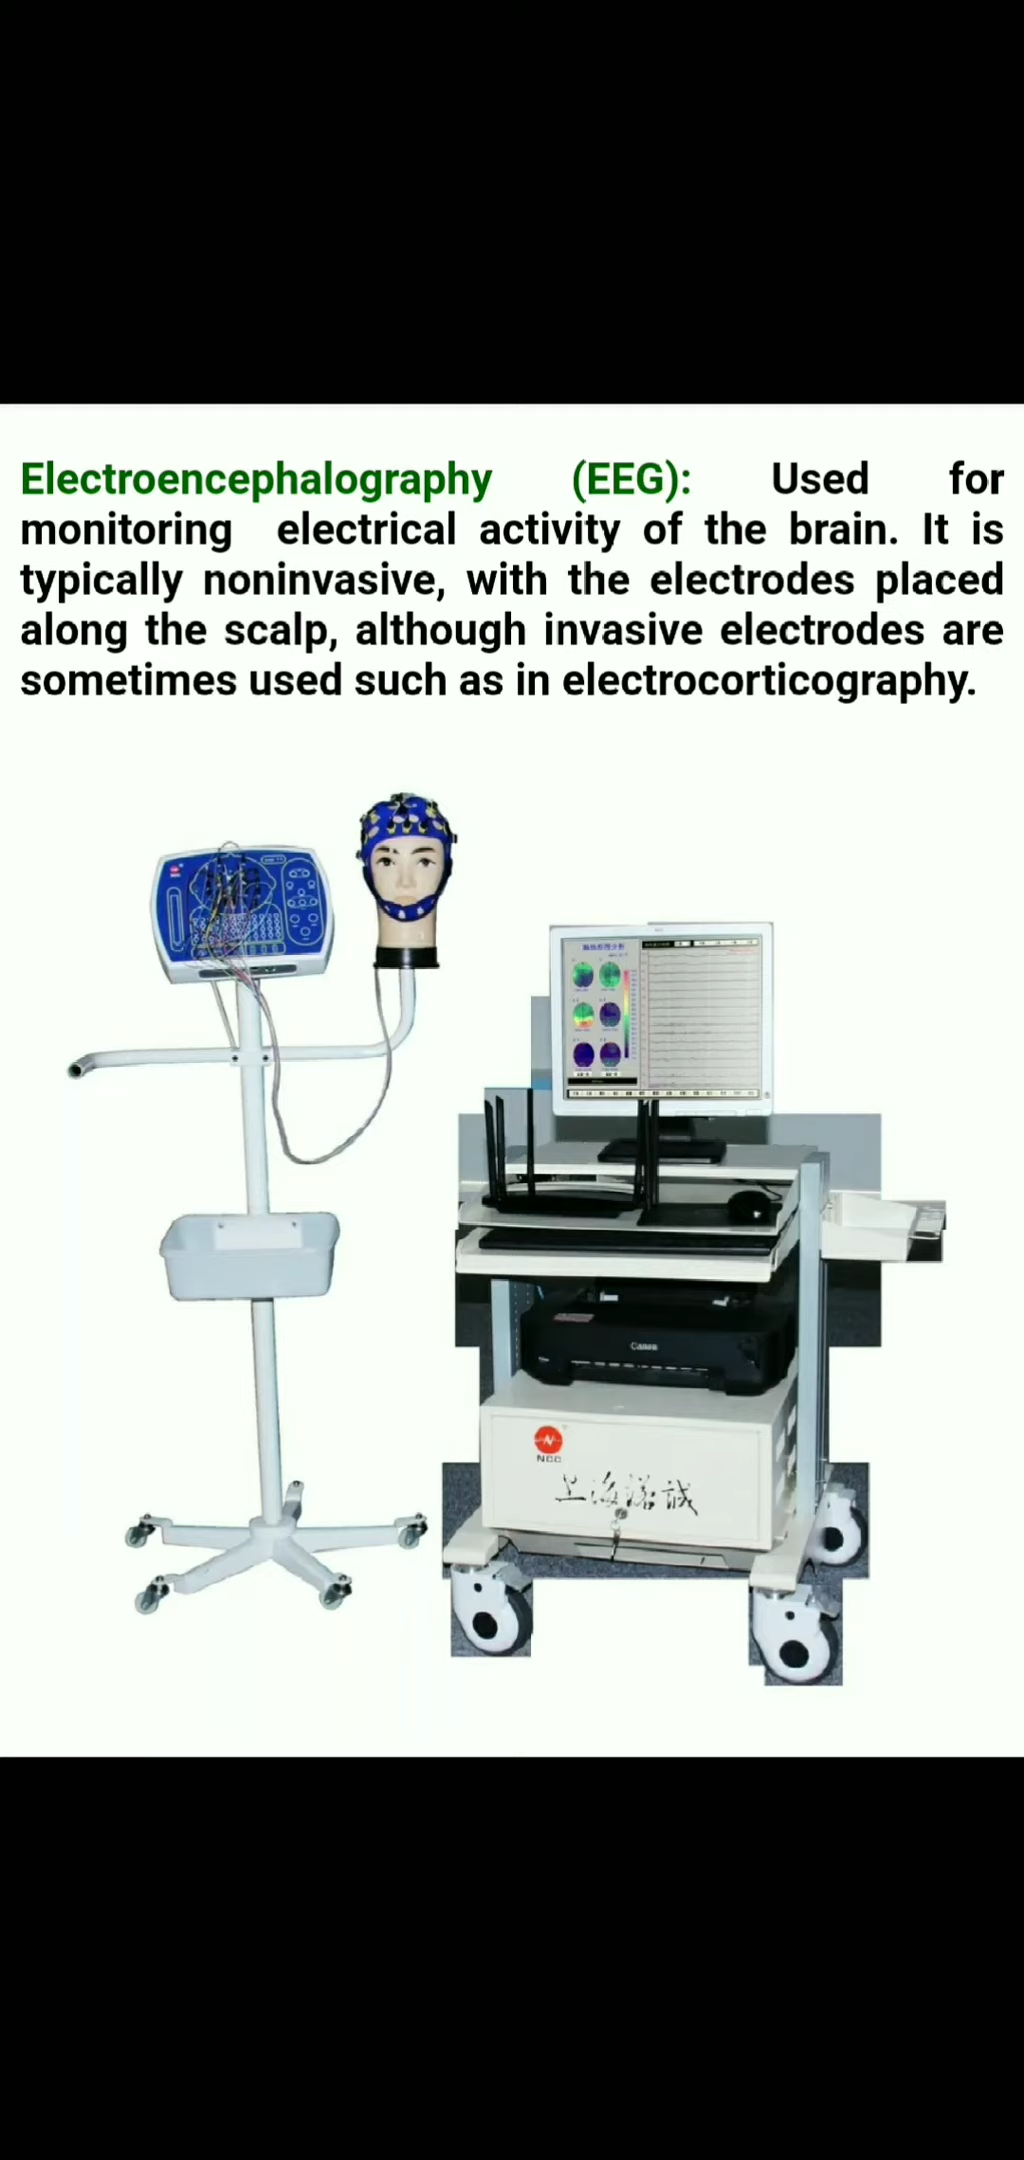 Electroencephalography (EEG): Used for
monitoring electrical activity of the brain. It is
typically noninvasive, with the electrodes placed
along the scalp, although invasive electrodes are
sometimes used such as in electrocorticography.
Canon
NCC
上海诺诚